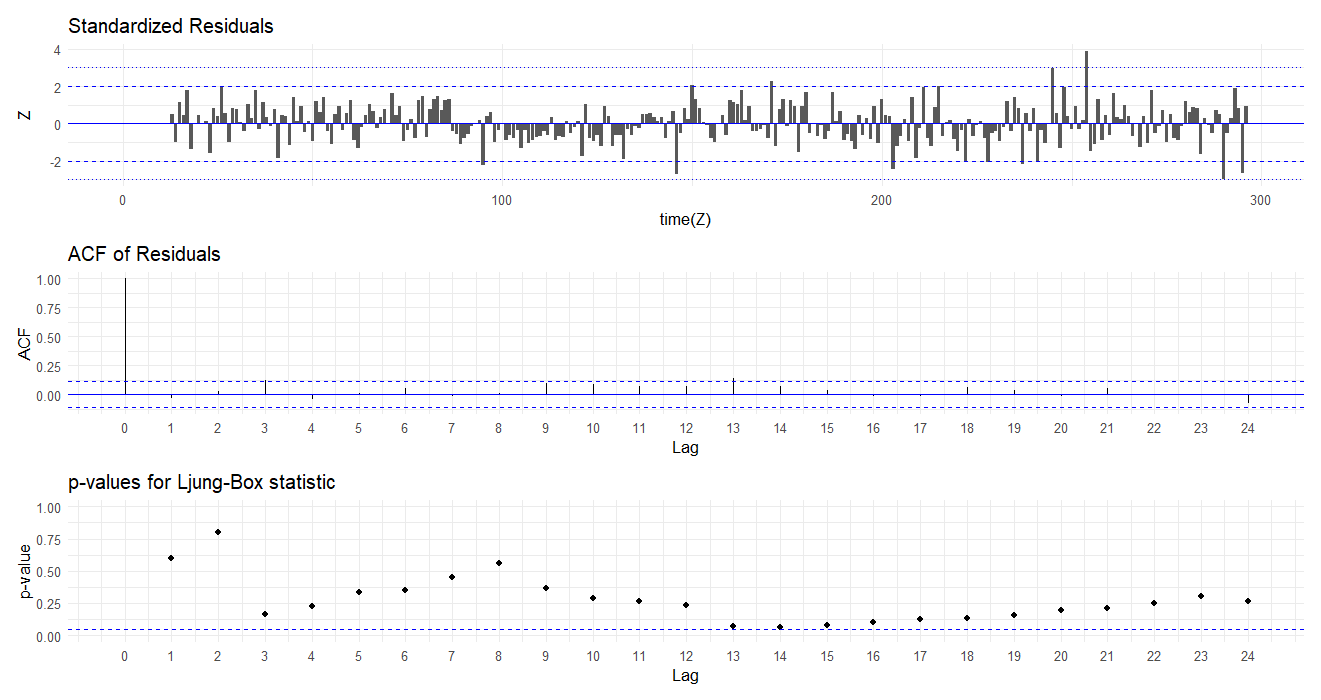 Standardized Residuals
4
2
0
-2
Z
0 100 200 300
time(Z)
ACF of Residuals
1.00
0.75
0.50
0.25
0.00
ACF
0 1 2 3 4 5 6 7 8 9 10 11 12 13 14 15 16 17 18 19 20 21 22 23 24
Lag
p-values for Ljung-Box statistic
1.00
0.75
0.50
0.25
0.00
p-value
0 1 2 3 4 5 6 7 8 9 10 11 12 13 14 15 16 17 18 19 20 21 22 23 24
Lag